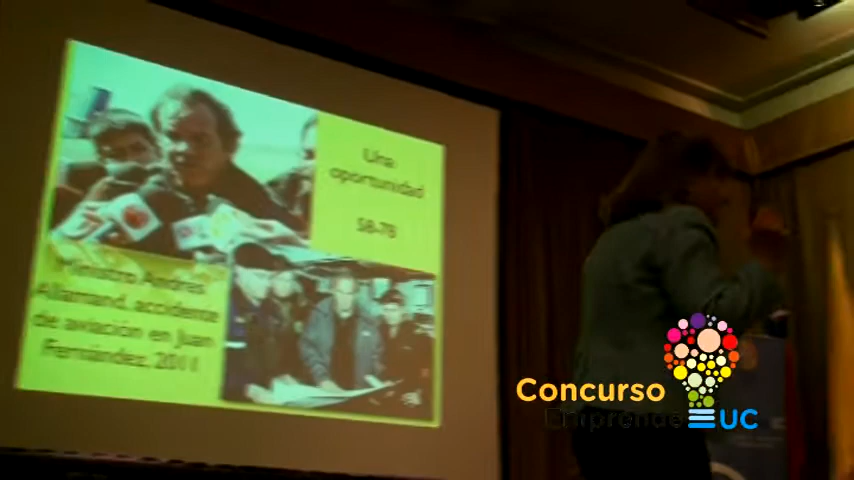 Una
oportunidad
58-78
Ministro Andrés
Allamand, accidente
de aviación en Juan
Fernández, 2011
Concurso
Emprende UC